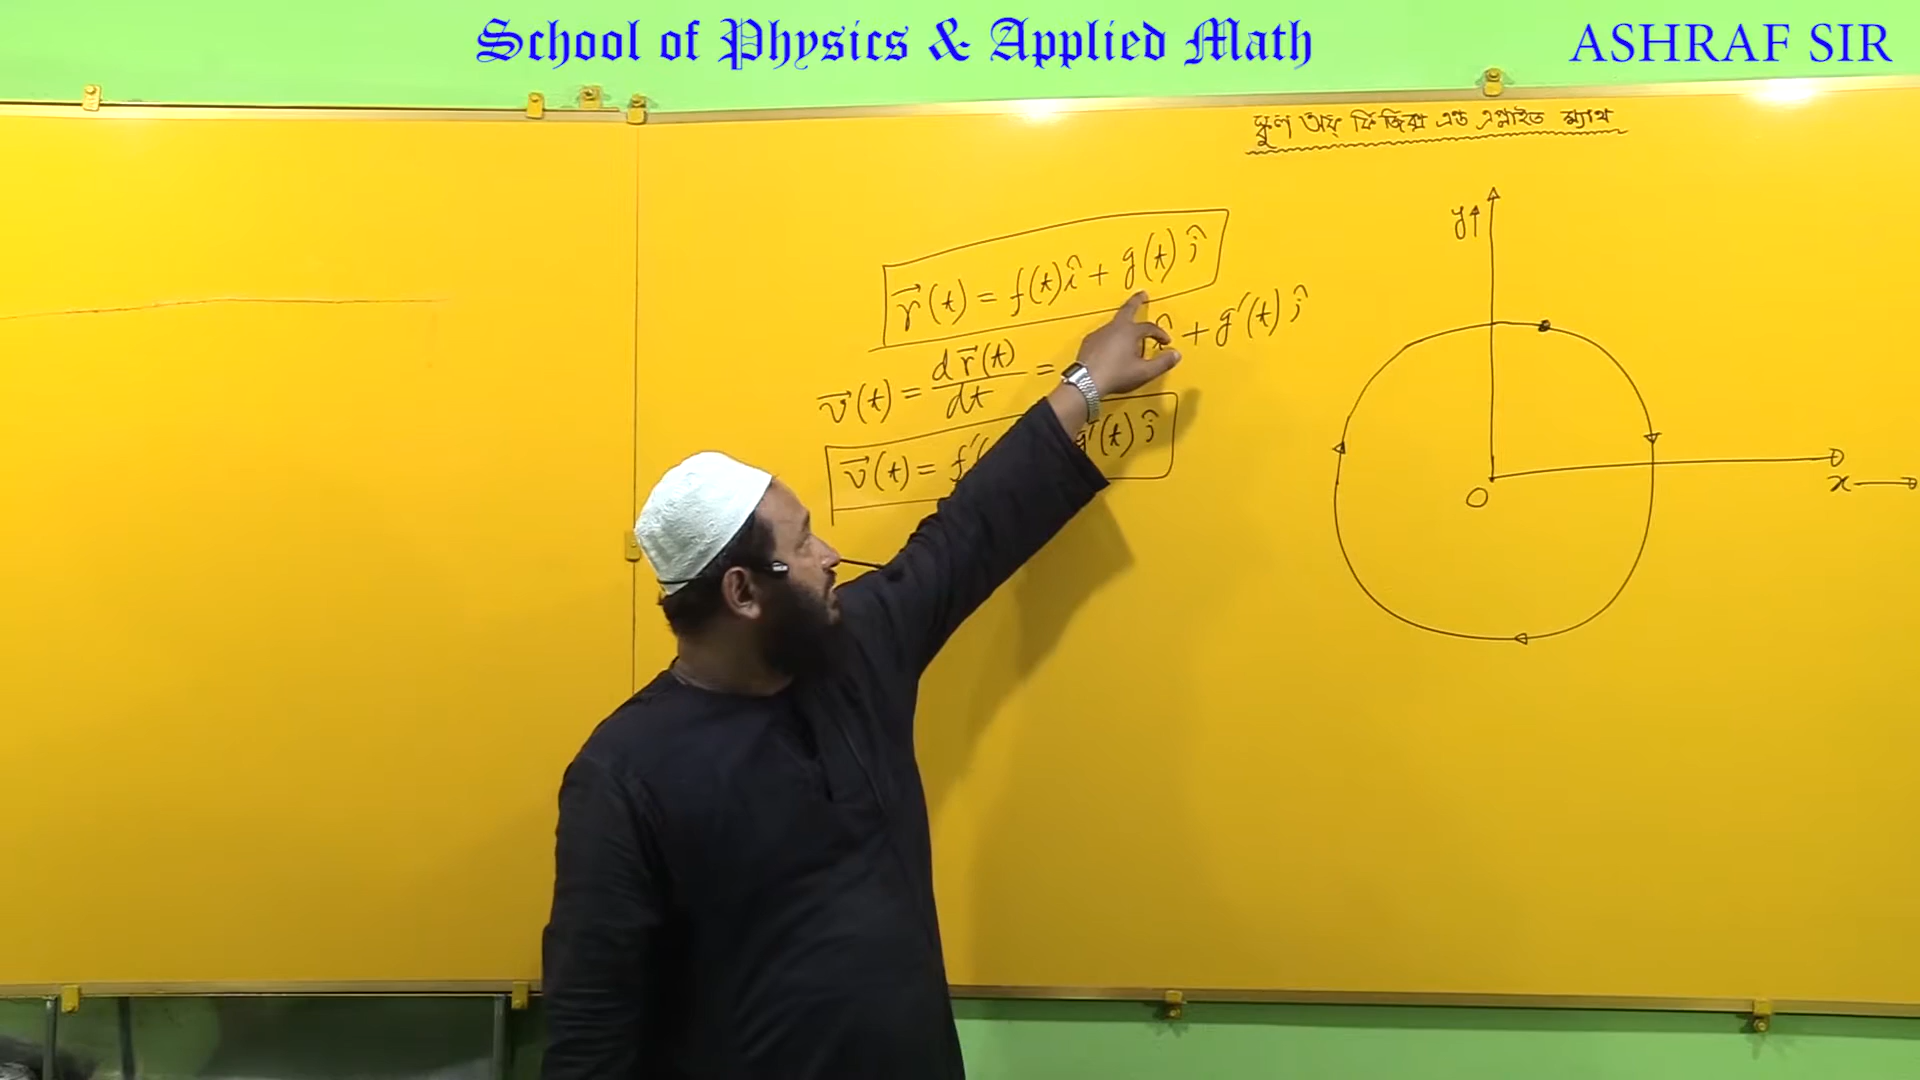 School of Physics & Applied Math
ASHRAF SIR
স্কুল অফ্ ফিজিক্স এন্ড এপ্লাইড ম্যাথ
y↑
r⃗(t) = f(t)î + g(t)ĵ
v⃗(t) = dr⃗(t)/dt = î + g′(t)ĵ
v⃗(t) = f′( g′(t)ĵ
O
x →